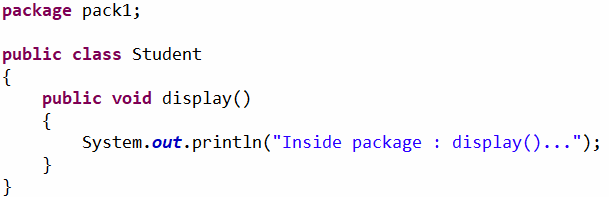 package pack1;
public class Student
{
    public void display()
    {
        System.out.println("Inside package : display()...");
    }
}